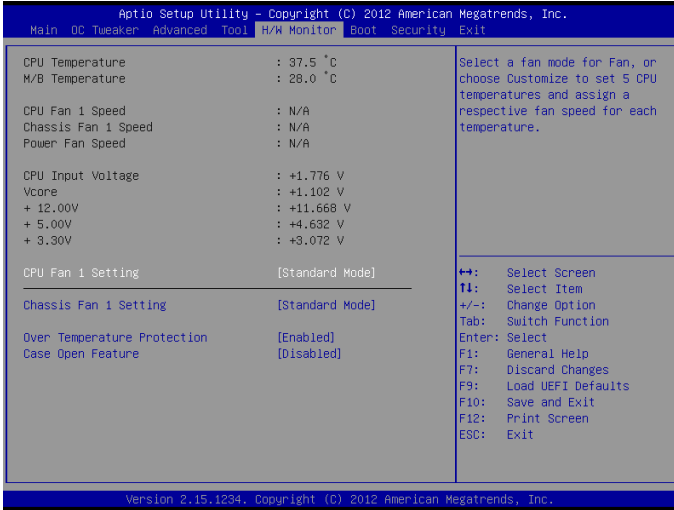 Aptio Setup Utility – Copyright (C) 2012 American Megatrends, Inc.
Main OC Tweaker Advanced Tool H/W Monitor Boot Security Exit
CPU Temperature : 37.5 °C
M/B Temperature : 28.0 °C
CPU Fan 1 Speed : N/A
Chassis Fan 1 Speed : N/A
Power Fan Speed : N/A
CPU Input Voltage : +1.776 V
Vcore : +1.102 V
+ 12.00V : +11.668 V
+ 5.00V : +4.632 V
+ 3.30V : +3.072 V
CPU Fan 1 Setting [Standard Mode]
Chassis Fan 1 Setting [Standard Mode]
Over Temperature Protection [Enabled]
Case Open Feature [Disabled]
Select a fan mode for Fan, or
choose Customize to set 5 CPU
temperatures and assign a
respective fan speed for each
temperature.
↔: Select Screen
↑↓: Select Item
+/-: Change Option
Tab: Switch Function
Enter: Select
F1: General Help
F7: Discard Changes
F9: Load UEFI Defaults
F10: Save and Exit
F12: Print Screen
ESC: Exit
Version 2.15.1234. Copyright (C) 2012 American Megatrends, Inc.